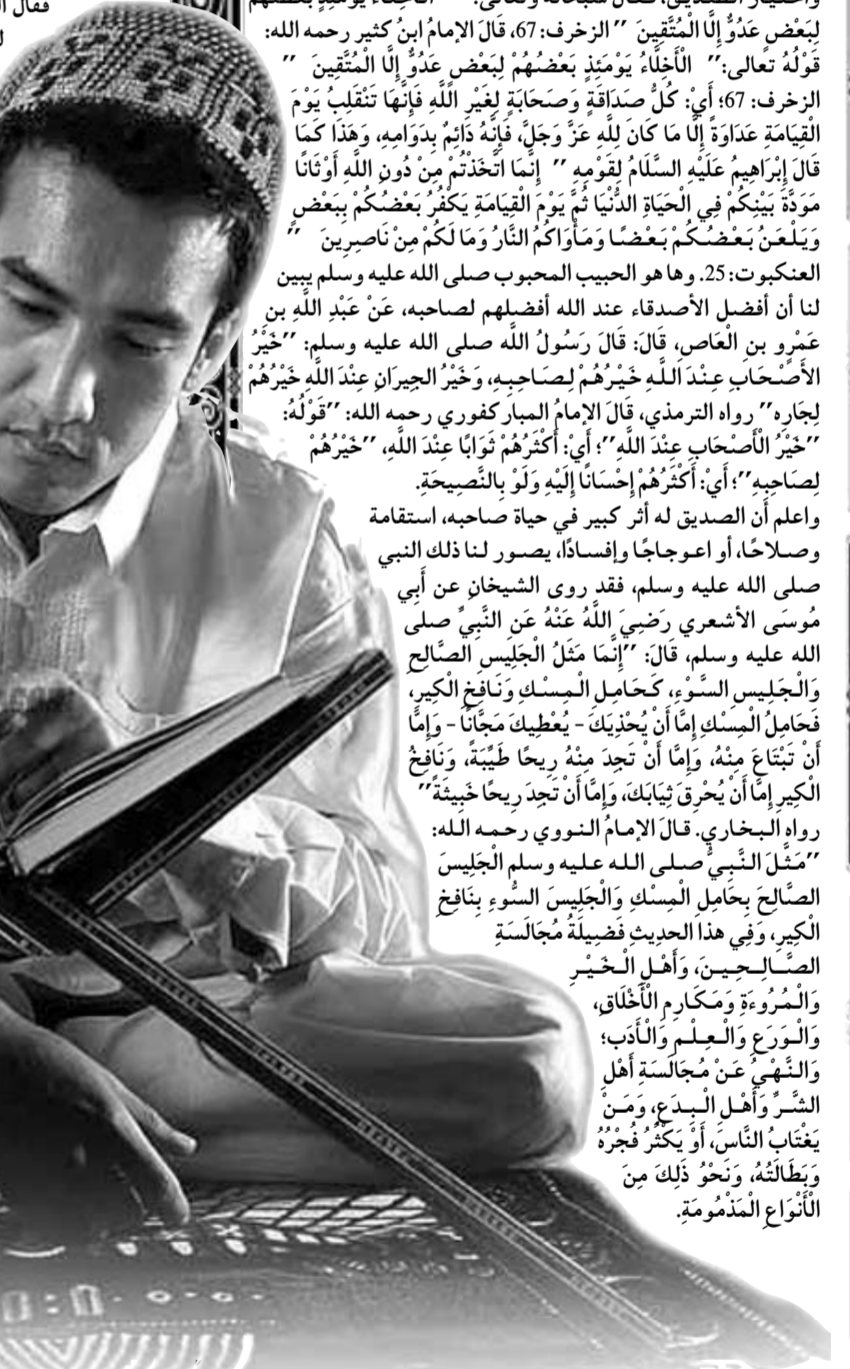 لِبَعْضٍ عَدُوٌّ إِلَّا الْمُتَّقِينَ ” الزخرف: 67، قَالَ الإمامُ ابنُ كثير رحمه الله:
قَوْلُهُ تعالى:” الْأَخِلَّاءُ يَوْمَئِذٍ بَعْضُهُمْ لِبَعْضٍ عَدُوٌّ إِلَّا الْمُتَّقِينَ ”
الزخرف: 67؛ أَيْ: كُلُّ صَدَاقَةٍ وَصَحَابَةٍ لِغَيْرِ اللَّهِ فَإِنَّهَا تَنْقَلِبُ يَوْمَ
الْقِيَامَةِ عَدَاوَةً إِلَّا مَا كَانَ لِلَّهِ عَزَّ وَجَلَّ، فَإِنَّهُ دَائِمٌ بِدَوَامِهِ، وَهَذَا كَمَا
قَالَ إِبْرَاهِيمُ عَلَيْهِ السَّلَامُ لِقَوْمِهِ ” إِنَّمَا اتَّخَذْتُمْ مِنْ دُونِ اللَّهِ أَوْثَانًا
مَوَدَّةَ بَيْنِكُمْ فِي الْحَيَاةِ الدُّنْيَا ثُمَّ يَوْمَ الْقِيَامَةِ يَكْفُرُ بَعْضُكُمْ بِبَعْضٍ
وَيَلْعَنُ بَعْضُكُمْ بَعْضًا وَمَأْوَاكُمُ النَّارُ وَمَا لَكُمْ مِنْ نَاصِرِينَ ”
العنكبوت: 25. وها هو الحبيب المحبوب صلى الله عليه وسلم يبين
لنا أن أفضل الأصدقاء عند الله أفضلهم لصاحبه، عَنْ عَبْدِ اللَّهِ بنِ
عَمْرٍو بنِ الْعَاصِ، قَالَ: قَالَ رَسُولُ اللَّه صلى الله عليه وسلم: ”خَيْرُ
الأَصْحَابِ عِنْدَ اللَّهِ خَيْرُهُمْ لِصَاحِبِهِ، وَخَيْرُ الجِيرَانِ عِنْدَ اللَّهِ خَيْرُهُمْ
لِجَارِهِ” رواه الترمذي، قَالَ الإمامُ المباركفوري رحمه الله: ”قَوْلُهُ:
”خَيْرُ الْأَصْحَابِ عِنْدَ اللَّهِ”؛ أَيْ: أَكْثَرُهُمْ ثَوَابًا عِنْدَ اللَّهِ، ”خَيْرُهُمْ
لِصَاحِبِهِ”؛ أَيْ: أَكْثَرُهُمْ إِحْسَانًا إِلَيْهِ وَلَوْ بِالنَّصِيحَةِ.
واعلم أن الصديق له أثر كبير في حياة صاحبه، استقامة
وصلاحًا، أو اعوجاجًا وإفسادًا، يصور لنا ذلك النبي
صلى الله عليه وسلم، فقد روى الشيخانِ عن أَبِي
مُوسَى الأشعري رَضِيَ اللَّهُ عَنْهُ عَنِ النَّبِيِّ صلى
الله عليه وسلم، قَالَ: ”إِنَّمَا مَثَلُ الْجَلِيسِ الصَّالِحِ
وَالْجَلِيسِ السَّوْءِ، كَحَامِلِ الْمِسْكِ وَنَافِخِ الْكِيرِ،
فَحَامِلُ الْمِسْكِ إِمَّا أَنْ يُحْذِيَكَ – يُعْطِيكَ مَجَّانًا – وَإِمَّا
أَنْ تَبْتَاعَ مِنْهُ، وَإِمَّا أَنْ تَجِدَ مِنْهُ رِيحًا طَيِّبَةً، وَنَافِخُ
الْكِيرِ إِمَّا أَنْ يُحْرِقَ ثِيَابَكَ، وَإِمَّا أَنْ تَجِدَ رِيحًا خَبِيثَةً”
رواه البخاري. قَالَ الإمامُ النووي رحمه الله:
”مَثَّلَ النَّبِيُّ صلى الله عليه وسلم الْجَلِيسَ
الصَّالِحَ بِحَامِلِ الْمِسْكِ وَالْجَلِيسَ السُّوءِ بِنَافِخِ
الْكِيرِ، وَفِي هذا الحديثِ فَضِيلَةُ مُجَالَسَةِ
الصَّالِحِينَ، وَأَهْلِ الْخَيْرِ
وَالْمُرُوءَةِ وَمَكَارِمِ الْأَخْلَاقِ،
وَالْوَرَعِ وَالْعِلْمِ وَالْأَدَبِ؛
وَالنَّهْيُ عَنْ مُجَالَسَةِ أَهْلِ
الشَّرِّ وَأَهْلِ الْبِدَعِ، وَمَنْ
يَغْتَابُ النَّاسَ، أَوْ يَكْثُرُ فُجْرُهُ
وَبَطَالَتُهُ، وَنَحْوُ ذَلِكَ مِنَ
الْأَنْوَاعِ الْمَذْمُومَةِ.